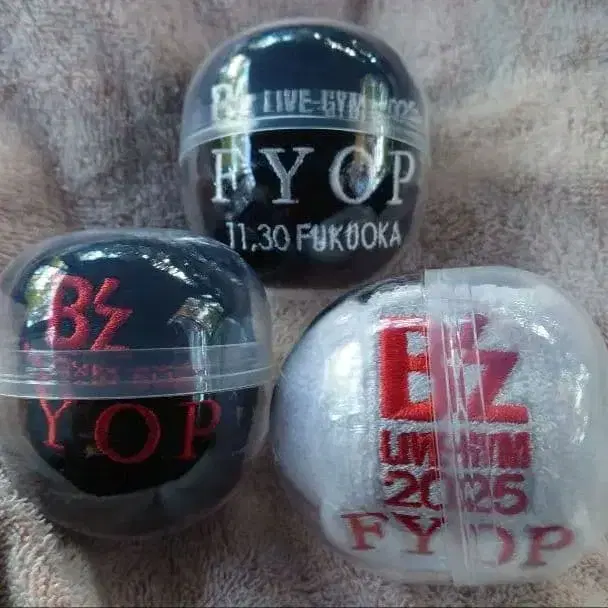 B'z LIVE-GYM 2025
FYOP
11.30 FUKUOKA
B'z
YOP
B'z
LIVE-GYM
2025
FYOP